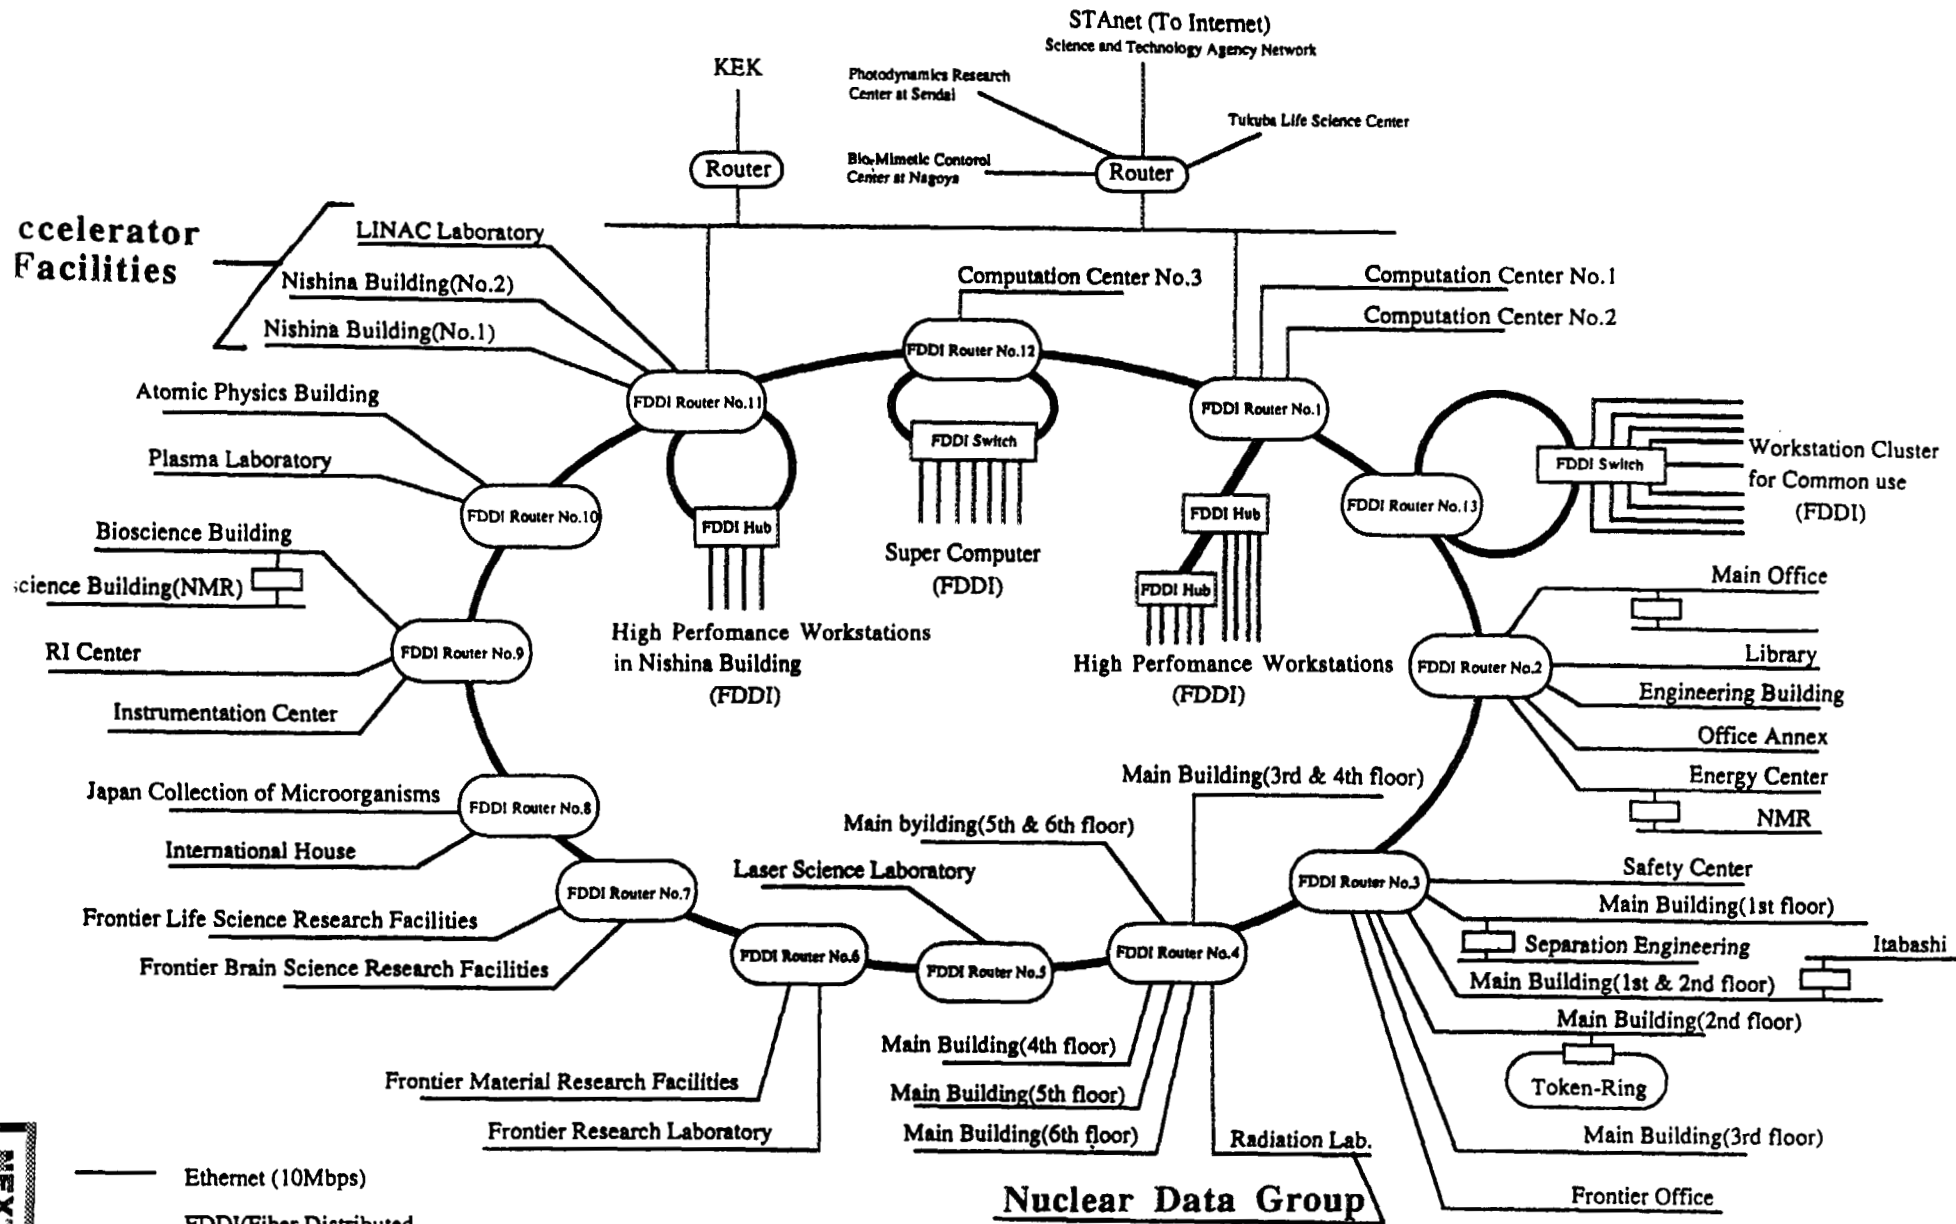 STAnet (To Internet)
Science and Technology Agency Network
KEK
Photodynamics Research
Center at Sendai
Tukuba Life Science Center
Bio-Mimetic Contorol
Center at Nagoya
Router
Router
ccelerator
Facilities
LINAC Laboratory
Nishina Building(No.2)
Nishina Building(No.1)
Computation Center No.3
Computation Center No.1
Computation Center No.2
FDDI Router No.12
FDDI Router No.11
FDDI Router No.1
Atomic Physics Building
Plasma Laboratory
FDDI Switch
FDDI Switch
Workstation Cluster
for Common use
(FDDI)
FDDI Router No.10
FDDI Hub
FDDI Hub
FDDI Router No.13
Bioscience Building
science Building(NMR)
Super Computer
(FDDI)
FDDI Hub
Main Office
High Perfomance Workstations
in Nishina Building
(FDDI)
High Perfomance Workstations
(FDDI)
RI Center
FDDI Router No.9
FDDI Router No.2
Library
Engineering Building
Instrumentation Center
Office Annex
Energy Center
NMR
Japan Collection of Microorganisms
FDDI Router No.8
International House
Main Building(3rd & 4th floor)
Main byilding(5th & 6th floor)
Laser Science Laboratory
FDDI Router No.7
FDDI Router No.3
Safety Center
Main Building(1st floor)
Separation Engineering
Itabashi
Main Building(1st & 2nd floor)
Main Building(2nd floor)
Token-Ring
Frontier Life Science Research Facilities
Frontier Brain Science Research Facilities
FDDI Router No.6
FDDI Router No.5
FDDI Router No.4
Main Building(4th floor)
Main Building(5th floor)
Main Building(6th floor)
Frontier Material Research Facilities
Frontier Research Laboratory
Radiation Lab.
Main Building(3rd floor)
Frontier Office
Nuclear Data Group
Ethernet (10Mbps)
FDDI(Fiber Distributed
NEXT